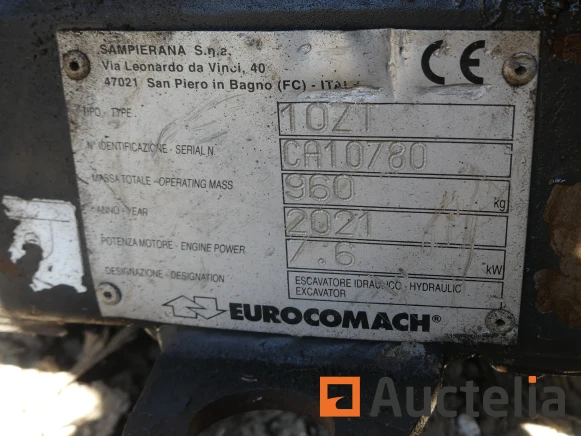 SAMPIERANA S.p.a.
Via Leonardo da Vinci, 40
47021 San Piero in Bagno (FC) - ITAL
TIPO - TYPE 10ZT
N° IDENTIFICAZIONE - SERIAL N. CA10780
MASSA TOTALE - OPERATING MASS 960 kg
ANNO - YEAR 2021
POTENZA MOTORE - ENGINE POWER 7.6 kW
DESIGNAZIONE - DESIGNATION ESCAVATORE IDRAULICO - HYDRAULIC
EXCAVATOR
EUROCOMACH®
CE
Auctelia